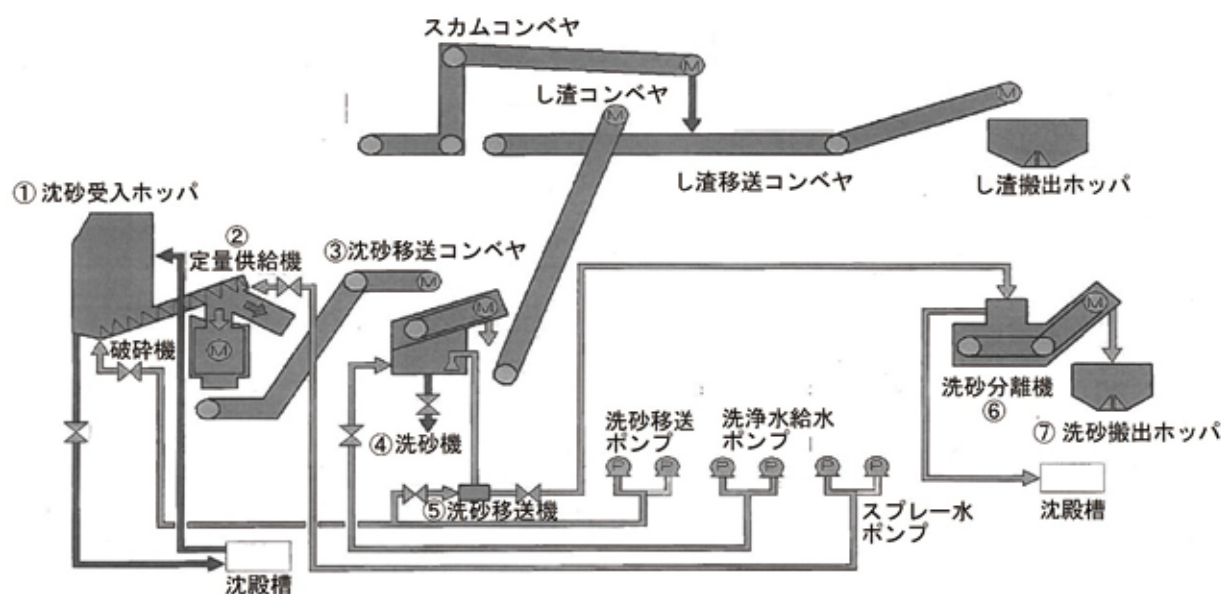 スカムコンベヤ
し渣コンベヤ
し渣移送コンベヤ
し渣搬出ホッパ
①沈砂受入ホッパ
②
定量供給機
③沈砂移送コンベヤ
破砕機
④洗砂機
⑤洗砂移送機
洗砂移送
ポンプ
洗浄水給水
ポンプ
スプレー水
ポンプ
洗砂分離機
⑥
⑦洗砂搬出ホッパ
沈殿槽
沈殿槽
M
M
M
M
M
M
M
P
P
P
P
P
P